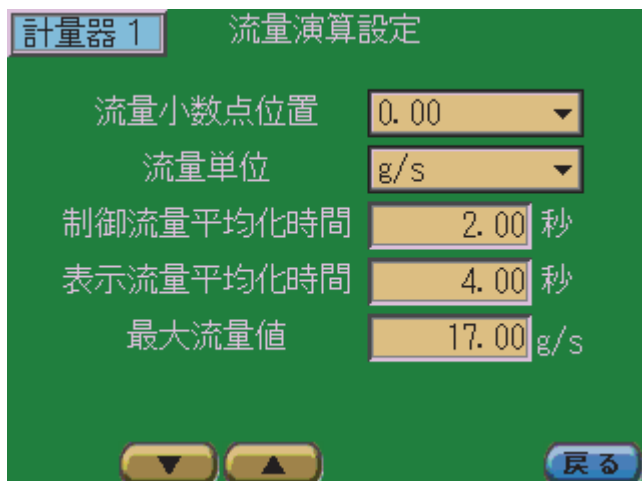 計量器1 流量演算設定
流量小数点位置 0.00 ▼
流量単位 g/s ▼
制御流量平均化時間 2.00 秒
表示流量平均化時間 4.00 秒
最大流量値 17.00 g/s
▼ ▲ 戻る